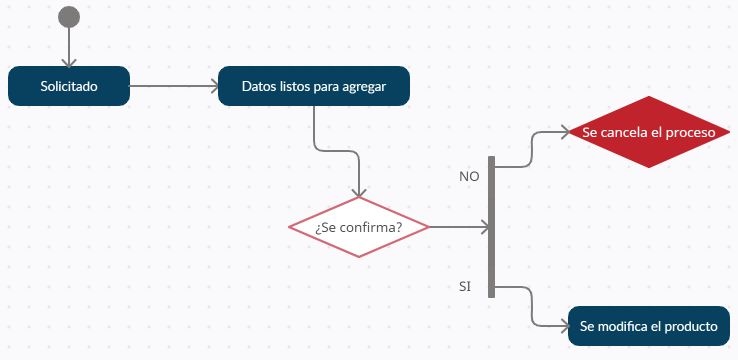 Solicitado
Datos listos para agregar
Se cancela el proceso
NO
¿Se confirma?
SI
Se modifica el producto